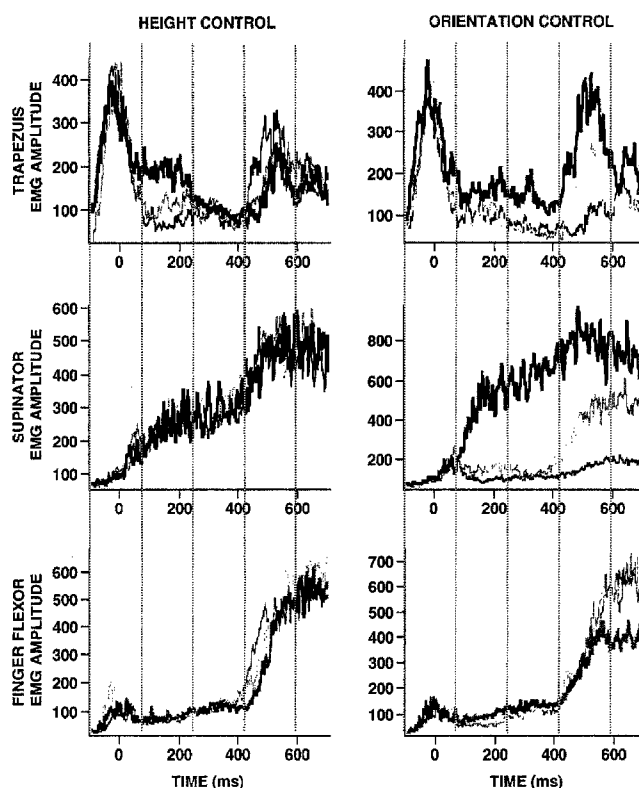 HEIGHT CONTROL
ORIENTATION CONTROL
TRAPEZUIS
EMG AMPLITUDE
400
300
200
100
0 200 400 600
400
300
200
100
0 200 400 600
SUPINATOR
EMG AMPLITUDE
600
500
400
300
200
100
0 200 400 600
800
600
400
200
0 200 400 600
FINGER FLEXOR
EMG AMPLITUDE
600
500
400
300
200
100
0 200 400 600
TIME (ms)
700
600
500
400
300
200
100
0 200 400 600
TIME (ms)